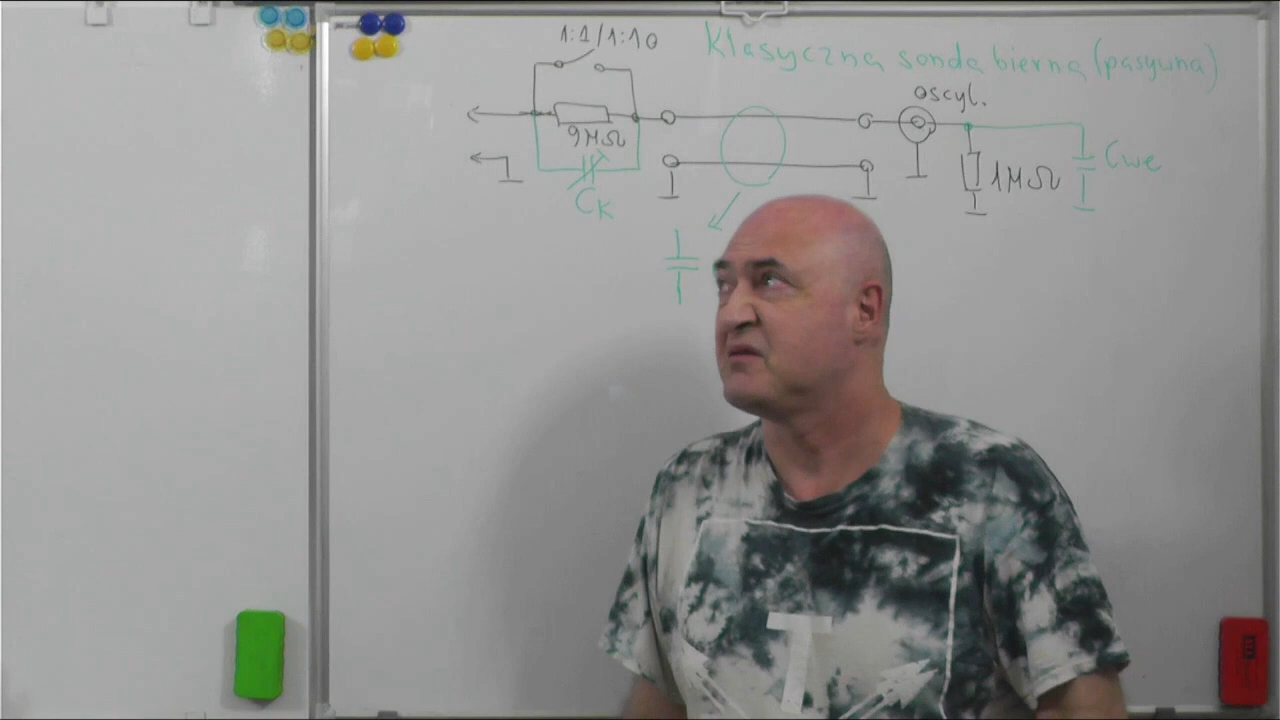 1:1/1:10
Klasyczna sonda bierna (pasywna)
oscyl.
9MΩ
CK
1MΩ
Cwe